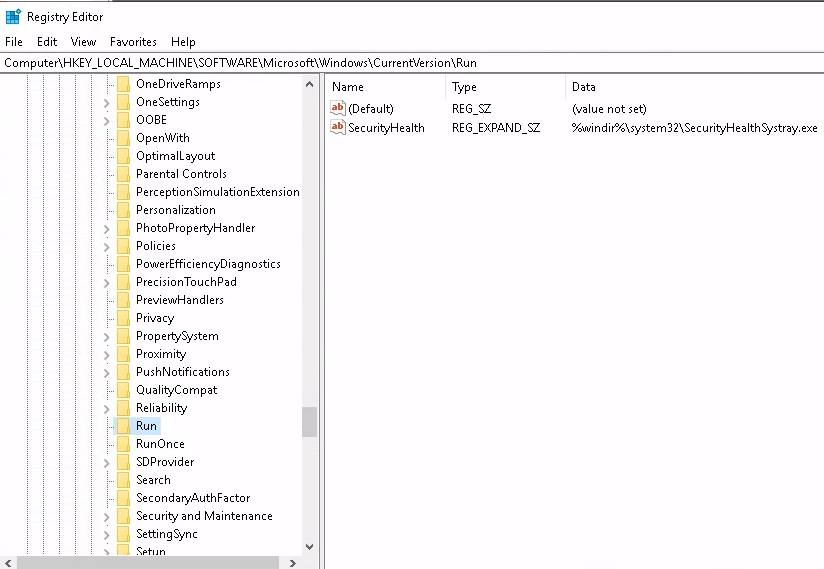 Registry Editor
File Edit View Favorites Help
Computer\HKEY_LOCAL_MACHINE\SOFTWARE\Microsoft\Windows\CurrentVersion\Run
OneDriveRamps
OneSettings
OOBE
OpenWith
OptimalLayout
Parental Controls
PerceptionSimulationExtension
Personalization
PhotoPropertyHandler
Policies
PowerEfficiencyDiagnostics
PrecisionTouchPad
PreviewHandlers
Privacy
PropertySystem
Proximity
PushNotifications
QualityCompat
Reliability
Run
RunOnce
SDProvider
Search
SecondaryAuthFactor
Security and Maintenance
SettingSync
Setup
Name Type Data
ab (Default) REG_SZ (value not set)
ab SecurityHealth REG_EXPAND_SZ %windir%\system32\SecurityHealthSystray.exe